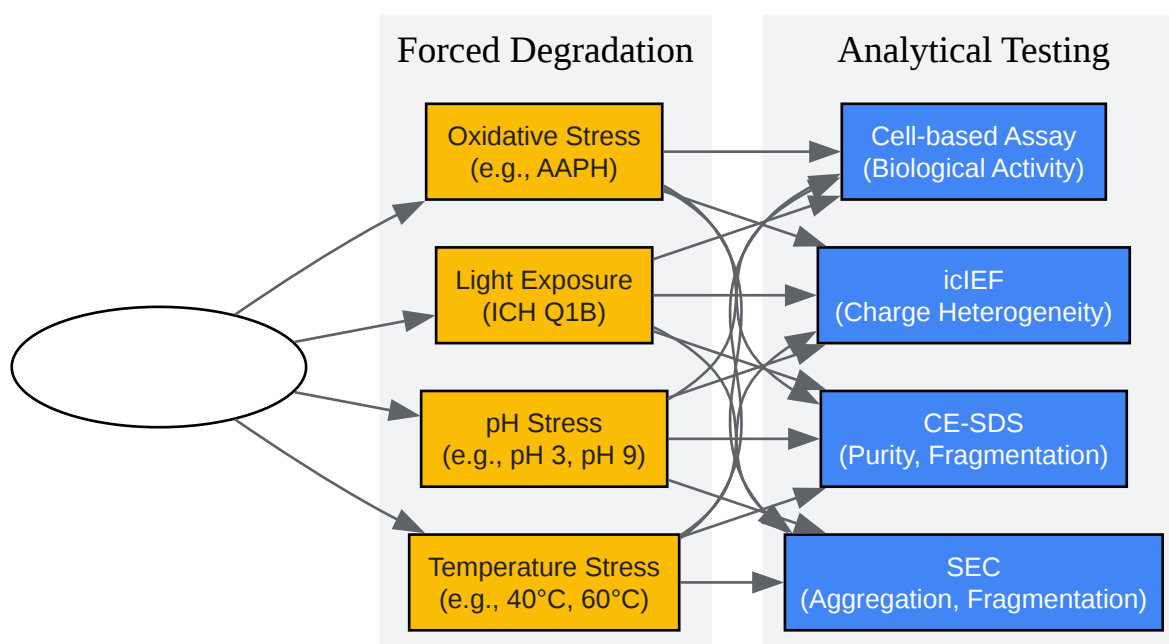 Forced Degradation
Analytical Testing
Oxidative Stress
(e.g., AAPH)
Cell-based Assay
(Biological Activity)
Light Exposure
(ICH Q1B)
icIEF
(Charge Heterogeneity)
pH Stress
(e.g., pH 3, pH 9)
CE-SDS
(Purity, Fragmentation)
Temperature Stress
(e.g., 40°C, 60°C)
SEC
(Aggregation, Fragmentation)